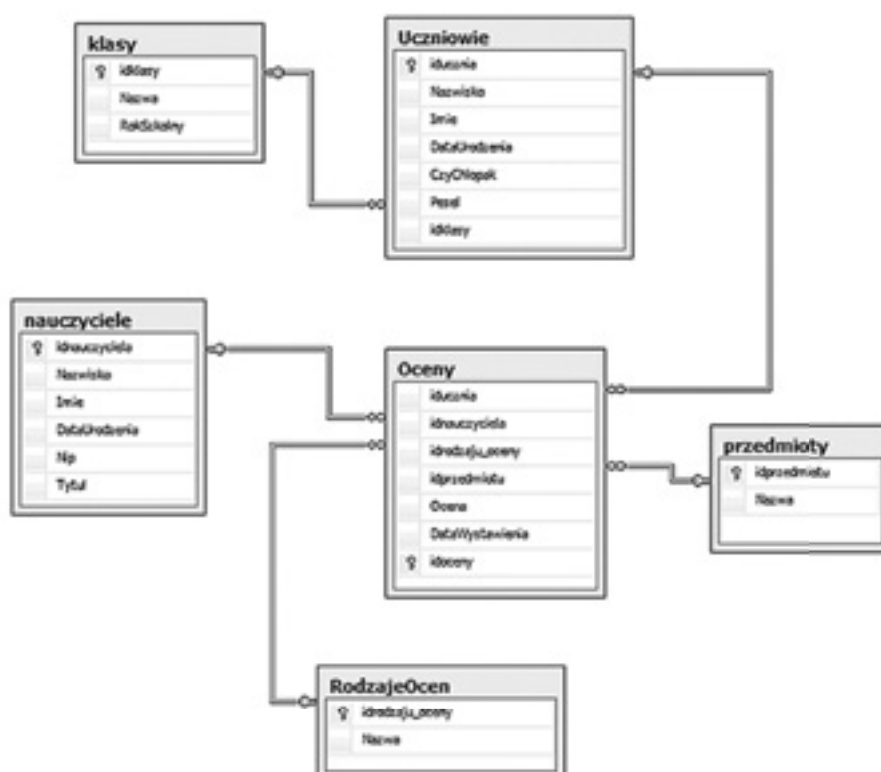 klasy
idklasy
Nazwa
RokSzkolny
Uczniowie
iducznia
Nazwisko
Imie
DataUrodzenia
CzyChlopak
Pesel
idklasy
nauczyciele
idnauczyciela
Nazwisko
Imie
DataUrodzenia
Nip
Tytul
Oceny
iducznia
idnauczyciela
idrodzaju_oceny
idprzedmiotu
Ocena
DataWystawienia
idoceny
przedmioty
idprzedmiotu
Nazwa
RodzajeOcen
idrodzaju_oceny
Nazwa